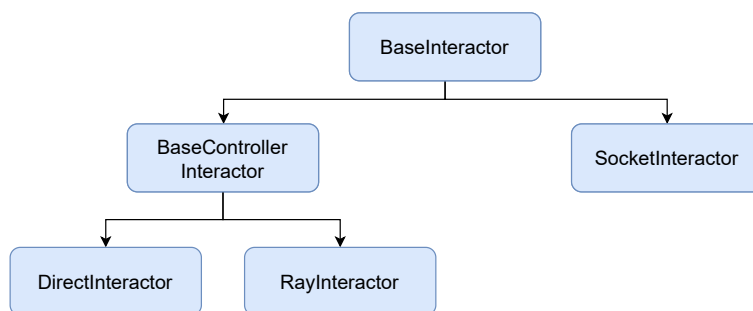 BaseInteractor
BaseController
Interactor
SocketInteractor
DirectInteractor
RayInteractor